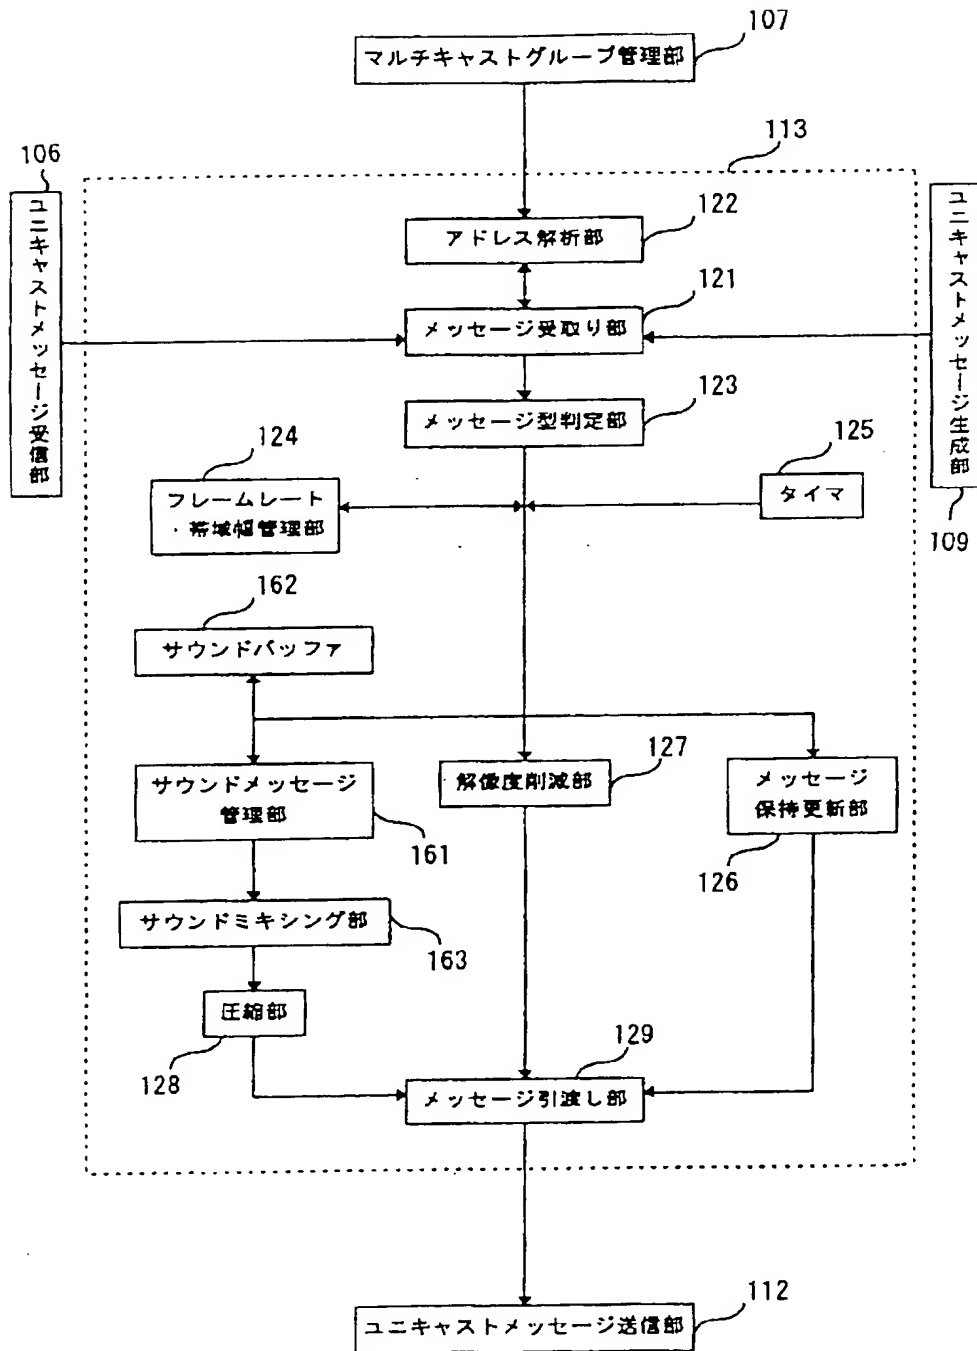 107
マルチキャストグループ管理部
113
106
ユニキャストメッセージ受信部
122
アドレス解析部
121
メッセージ受取り部
ユニキャストメッセージ生成部
109
123
メッセージ型判定部
124
フレームレート
・帯域幅管理部
125
タイマ
162
サウンドバッファ
サウンドメッセージ
管理部
161
解像度削減部
127
メッセージ
保持更新部
126
サウンドミキシング部
163
圧縮部
128
129
メッセージ引渡し部
112
ユニキャストメッセージ送信部